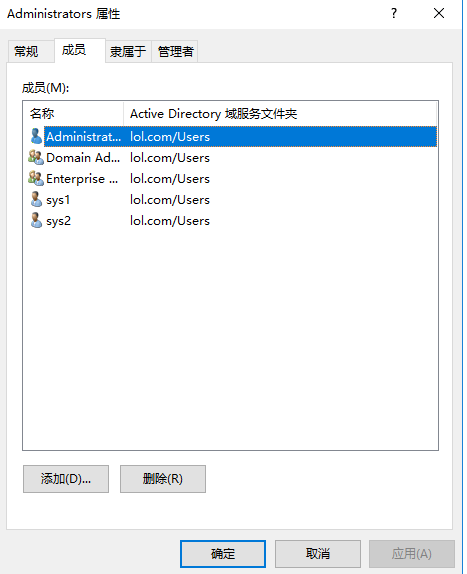 Administrators 属性
?
常规 成员 隶属于 管理者
成员(M):
名称 Active Directory 域服务文件夹
Administrat... lol.com/Users
Domain Ad... lol.com/Users
Enterprise ... lol.com/Users
sys1 lol.com/Users
sys2 lol.com/Users
添加(D)... 删除(R)
确定 取消 应用(A)